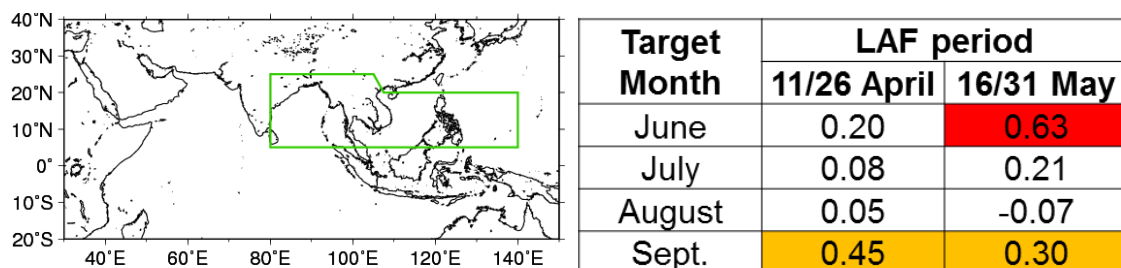 40°N
30°N
20°N
10°N
0°
10°S
20°S
40°E 60°E 80°E 100°E 120°E 140°E
Target Month LAF period
11/26 April 16/31 May
June 0.20 0.63
July 0.08 0.21
August 0.05 -0.07
Sept. 0.45 0.30